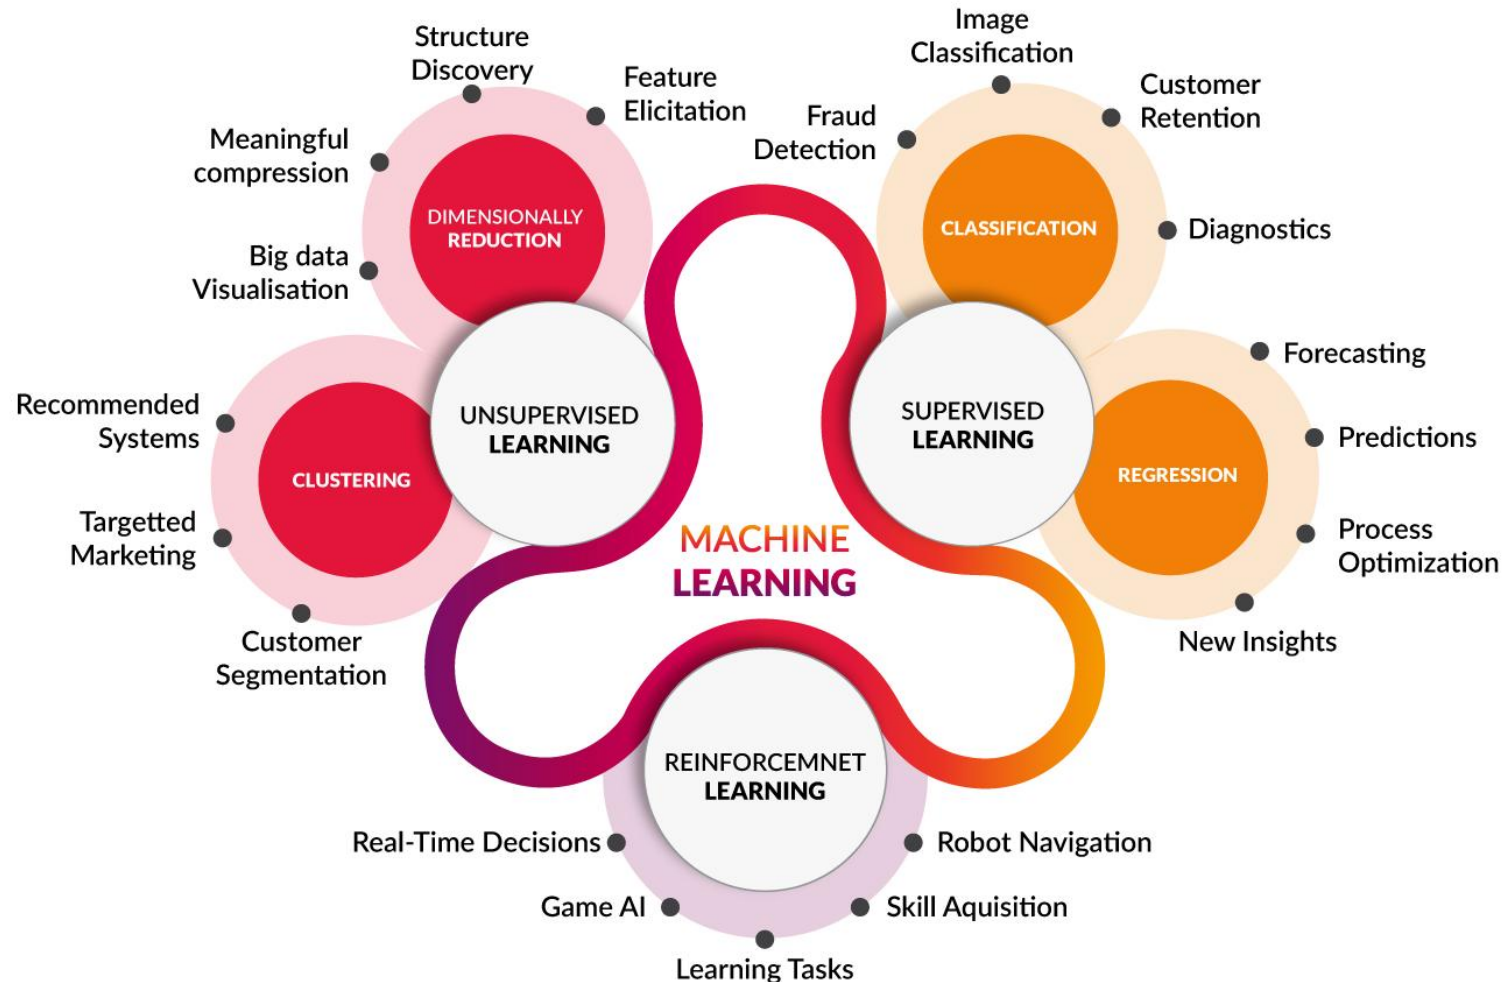 Structure
Discovery
Feature
Elicitation
Meaningful
compression
Big data
Visualisation
DIMENSIONALLY
REDUCTION
Recommended
Systems
Targetted
Marketing
Customer
Segmentation
CLUSTERING
UNSUPERVISED
LEARNING
Image
Classification
Fraud
Detection
Customer
Retention
Diagnostics
CLASSIFICATION
SUPERVISED
LEARNING
Forecasting
Predictions
Process
Optimization
New Insights
REGRESSION
MACHINE
LEARNING
REINFORCEMNET
LEARNING
Real-Time Decisions
Game AI
Learning Tasks
Skill Aquisition
Robot Navigation